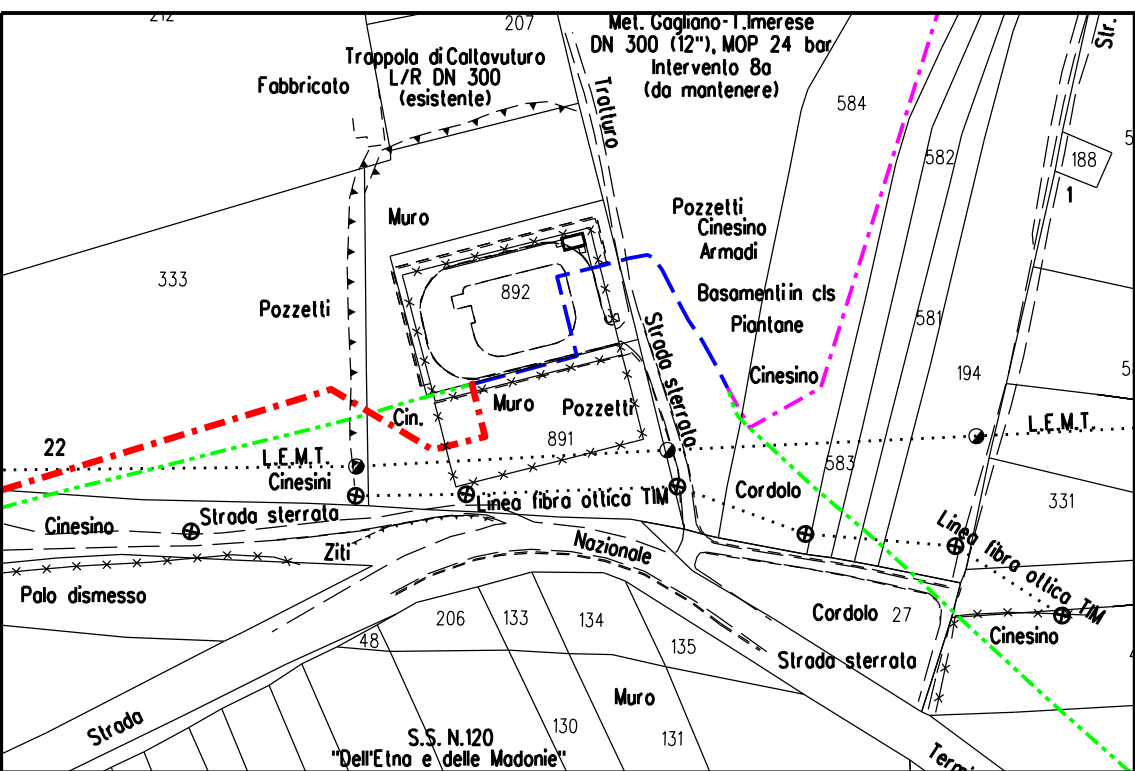 212
207
Met. Gagliano-T.Imerese
DN 300 (12"), MOP 24 bar
Intervento 8a
(da mantenere)
Str.
Trappola di Caltavuturo
L/R DN 300
(esistente)
Fabbricato
Tratturo
584
582
188
1
Muro
Pozzetti
Cinesino
Armadi
333
892
Pozzetti
Basamenti in cls
Piantane
581
Strada sterrata
Cinesino
194
Cin.
Muro
Pozzetti
L.E.M.T.
22
891
L.E.M.T.
Cinesini
583
Cordolo
331
Linea fibra ottica TIM
Strada sterrata
Cinesino
Linea fibra ottica TIM
Ziti
Nazionale
Palo dismesso
206
133
134
Cordolo
27
Cinesino
48
135
Strada sterrata
Muro
Strada
130
131
S.S. N.120
"Dell'Etna e delle Madonie"